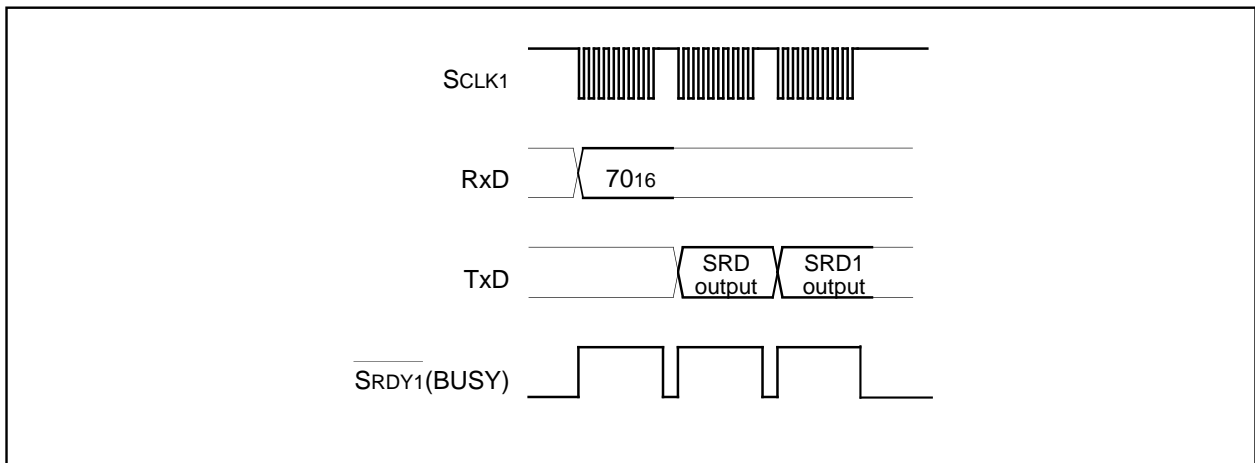 SCLK1
RxD
7016
TxD
SRD
output
SRD1
output
SRDY1(BUSY)